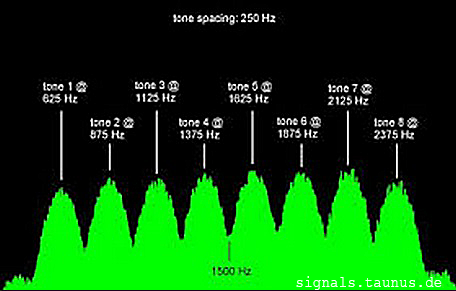 tone spacing: 250 Hz
tone 1 @
625 Hz
tone 2 @
875 Hz
tone 3 @
1125 Hz
tone 4 @
1375 Hz
tone 5 @
1625 Hz
tone 6 @
1875 Hz
tone 7 @
2125 Hz
tone 8 @
2375 Hz
1500 Hz
signals.taunus.de